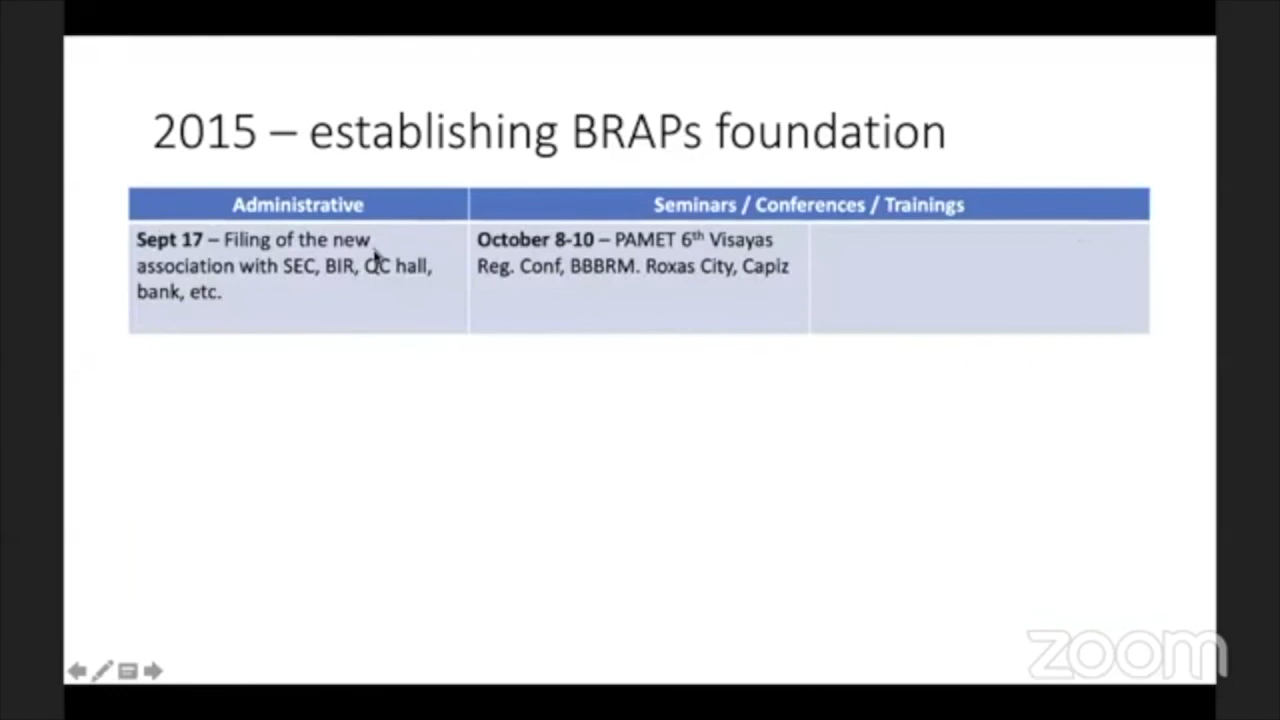 2015 – establishing BRAPs foundation
Administrative
Seminars / Conferences / Trainings
Sept 17 – Filing of the new
association with SEC, BIR, QC hall,
bank, etc.
October 8-10 – PAMET 6th Visayas
Reg. Conf, BBBRM. Roxas City, Capiz
zoom